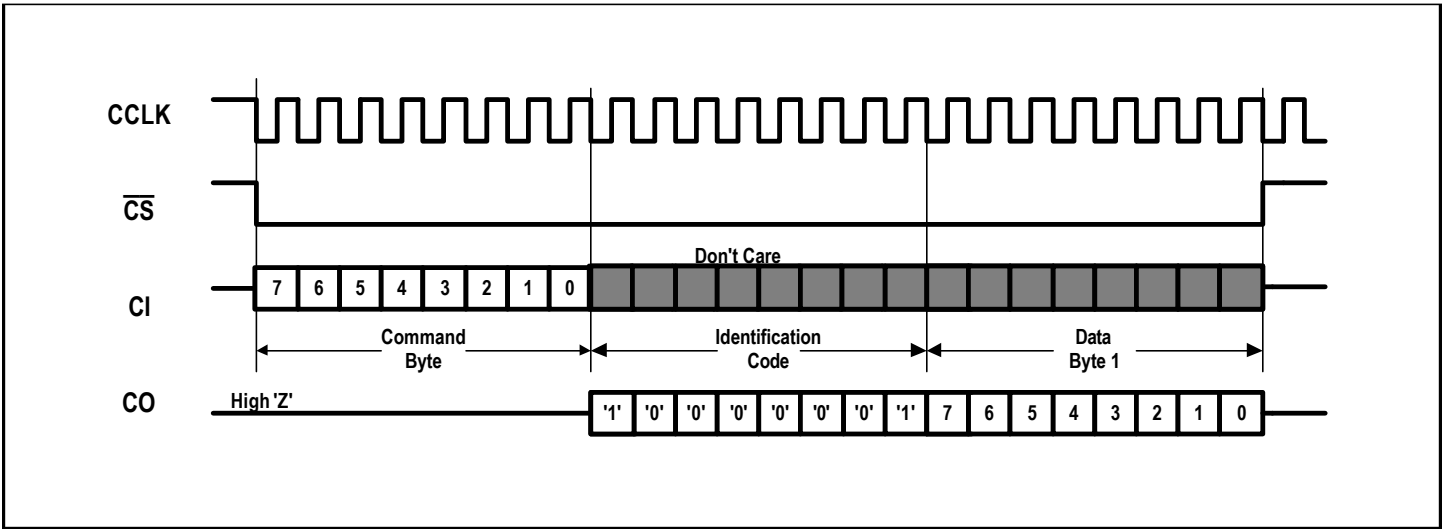 CCLK
CS
Don't Care
CI
7 6 5 4 3 2 1 0
Command Byte
Identification Code
Data Byte 1
CO
High 'Z'
'1' '0' '0' '0' '0' '0' '0' '1' 7 6 5 4 3 2 1 0